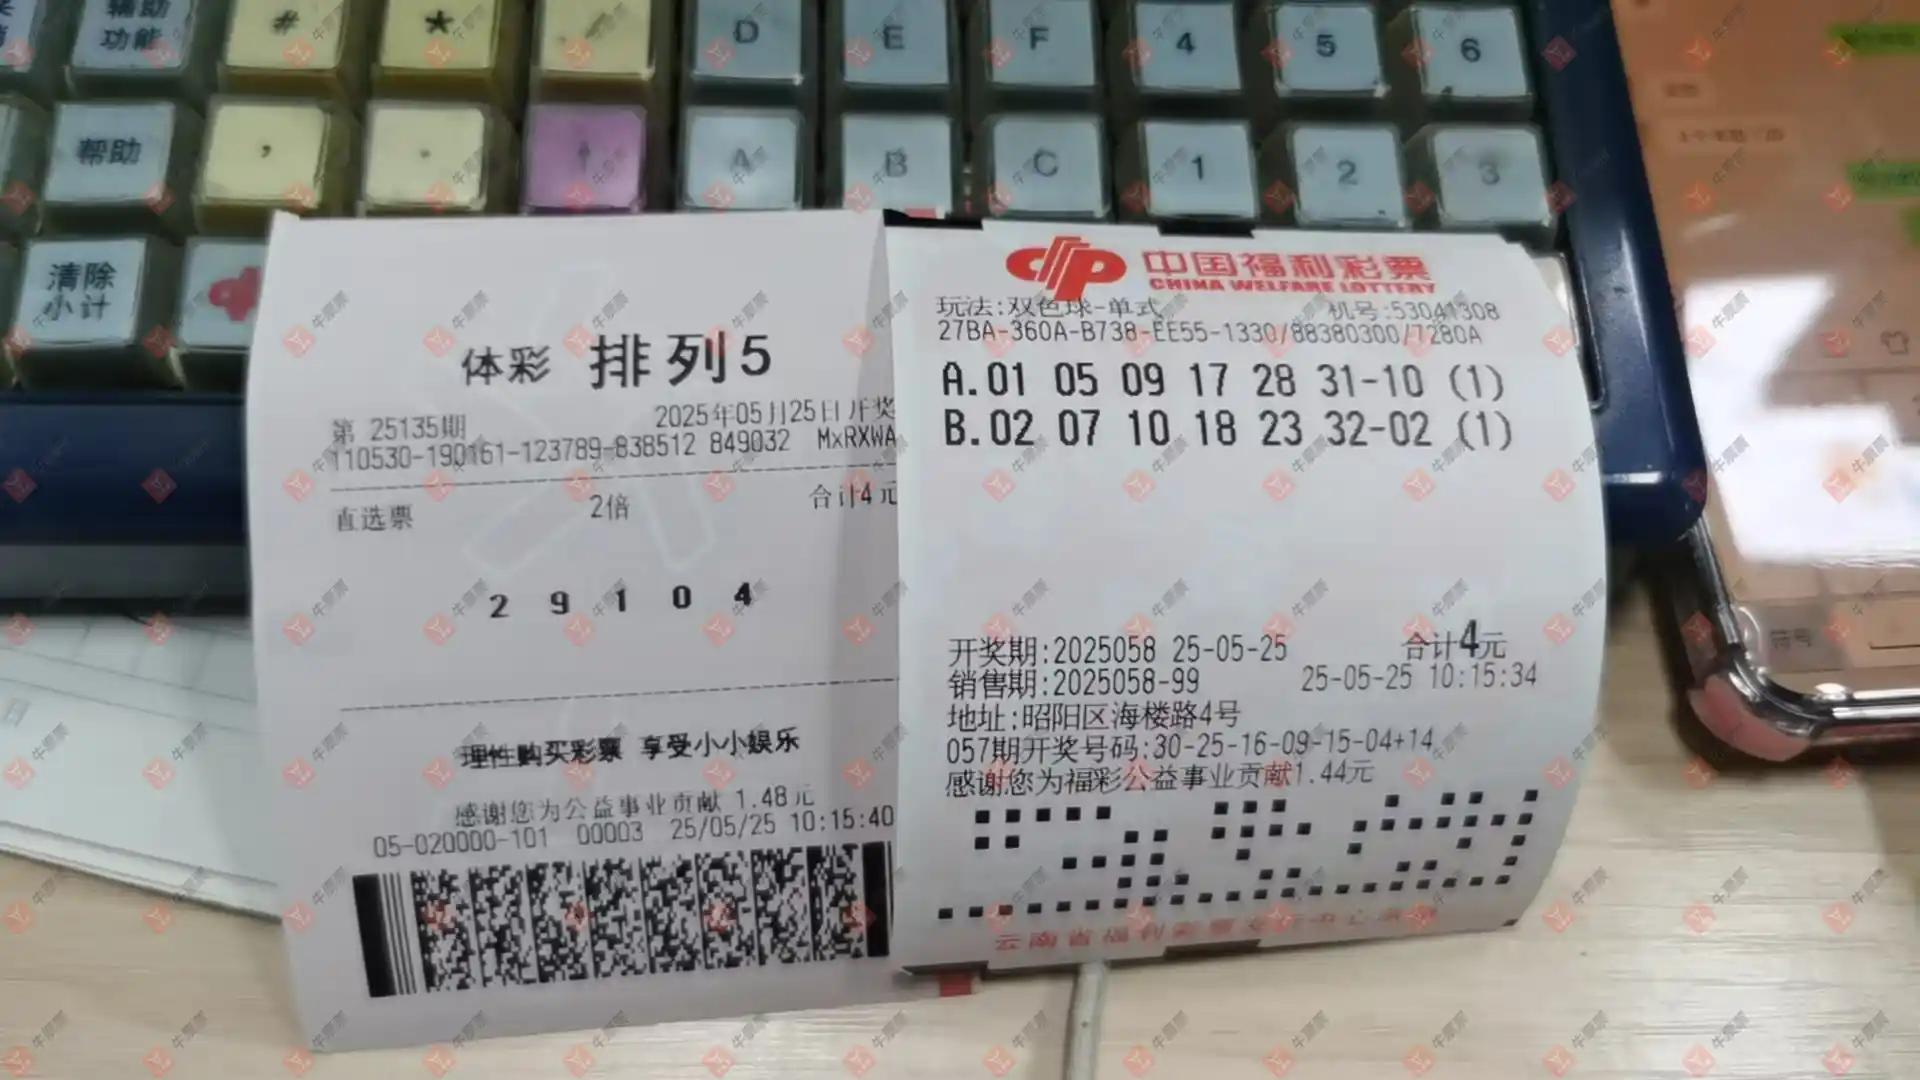 辅助
功能
#
*
D
E
F
4
5
6
帮助
,
.
↑
A
B
C
1
2
3
清除
小计
体彩 排列5
第 25135期
2025年05月25日开奖
110530-190161-123789-838512 849032 MxRXWA
直选票 2倍 合计4元
2 9 1 0 4
理性购买彩票 享受小小娱乐
感谢您为公益事业贡献 1.48元
05-020000-101 00003 25/05/25 10:15:40
中国福利彩票
CHINA WELFARE LOTTERY
玩法:双色球-单式 机号:53041308
27BA-360A-B738-EE55-1330/88380300/7280A
A.01 05 09 17 28 31-10 (1)
B.02 07 10 18 23 32-02 (1)
开奖期:2025058 25-05-25 合计4元
销售期:2025058-99 25-05-25 10:15:34
地址:昭阳区海楼路4号
057期开奖号码:30-25-16-09-15-04+14
感谢您为福彩公益事业贡献1.44元
符号
牛票票